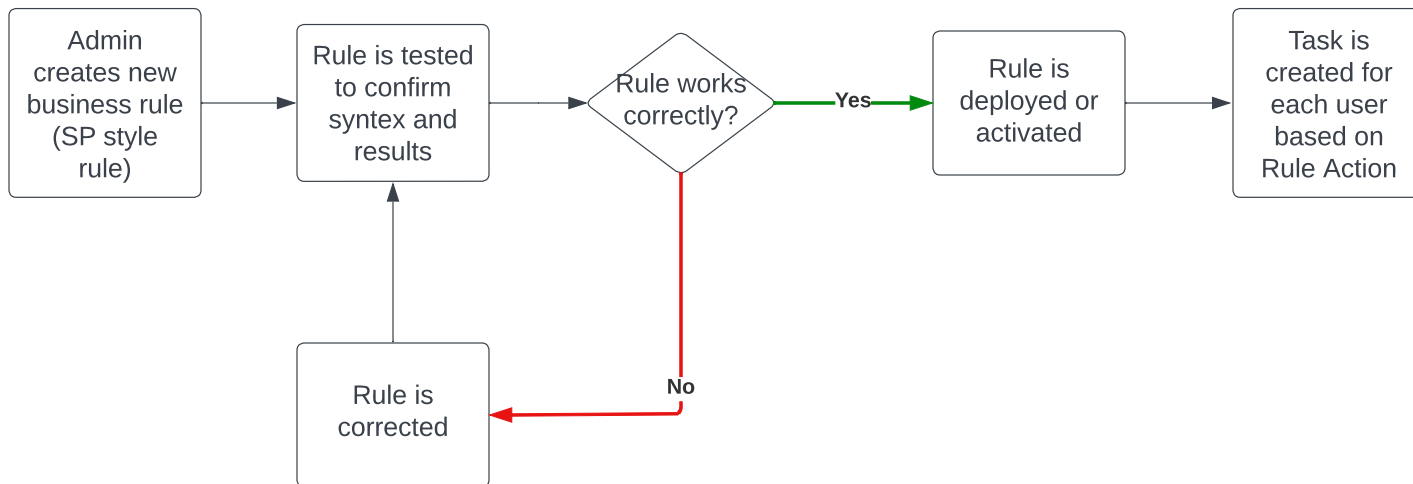 Admin
creates new
business rule
(SP style
rule)
Rule is tested
to confirm
syntex and
results
Rule works
correctly?
Yes
Rule is
deployed or
activated
Task is
created for
each user
based on
Rule Action
No
Rule is
corrected